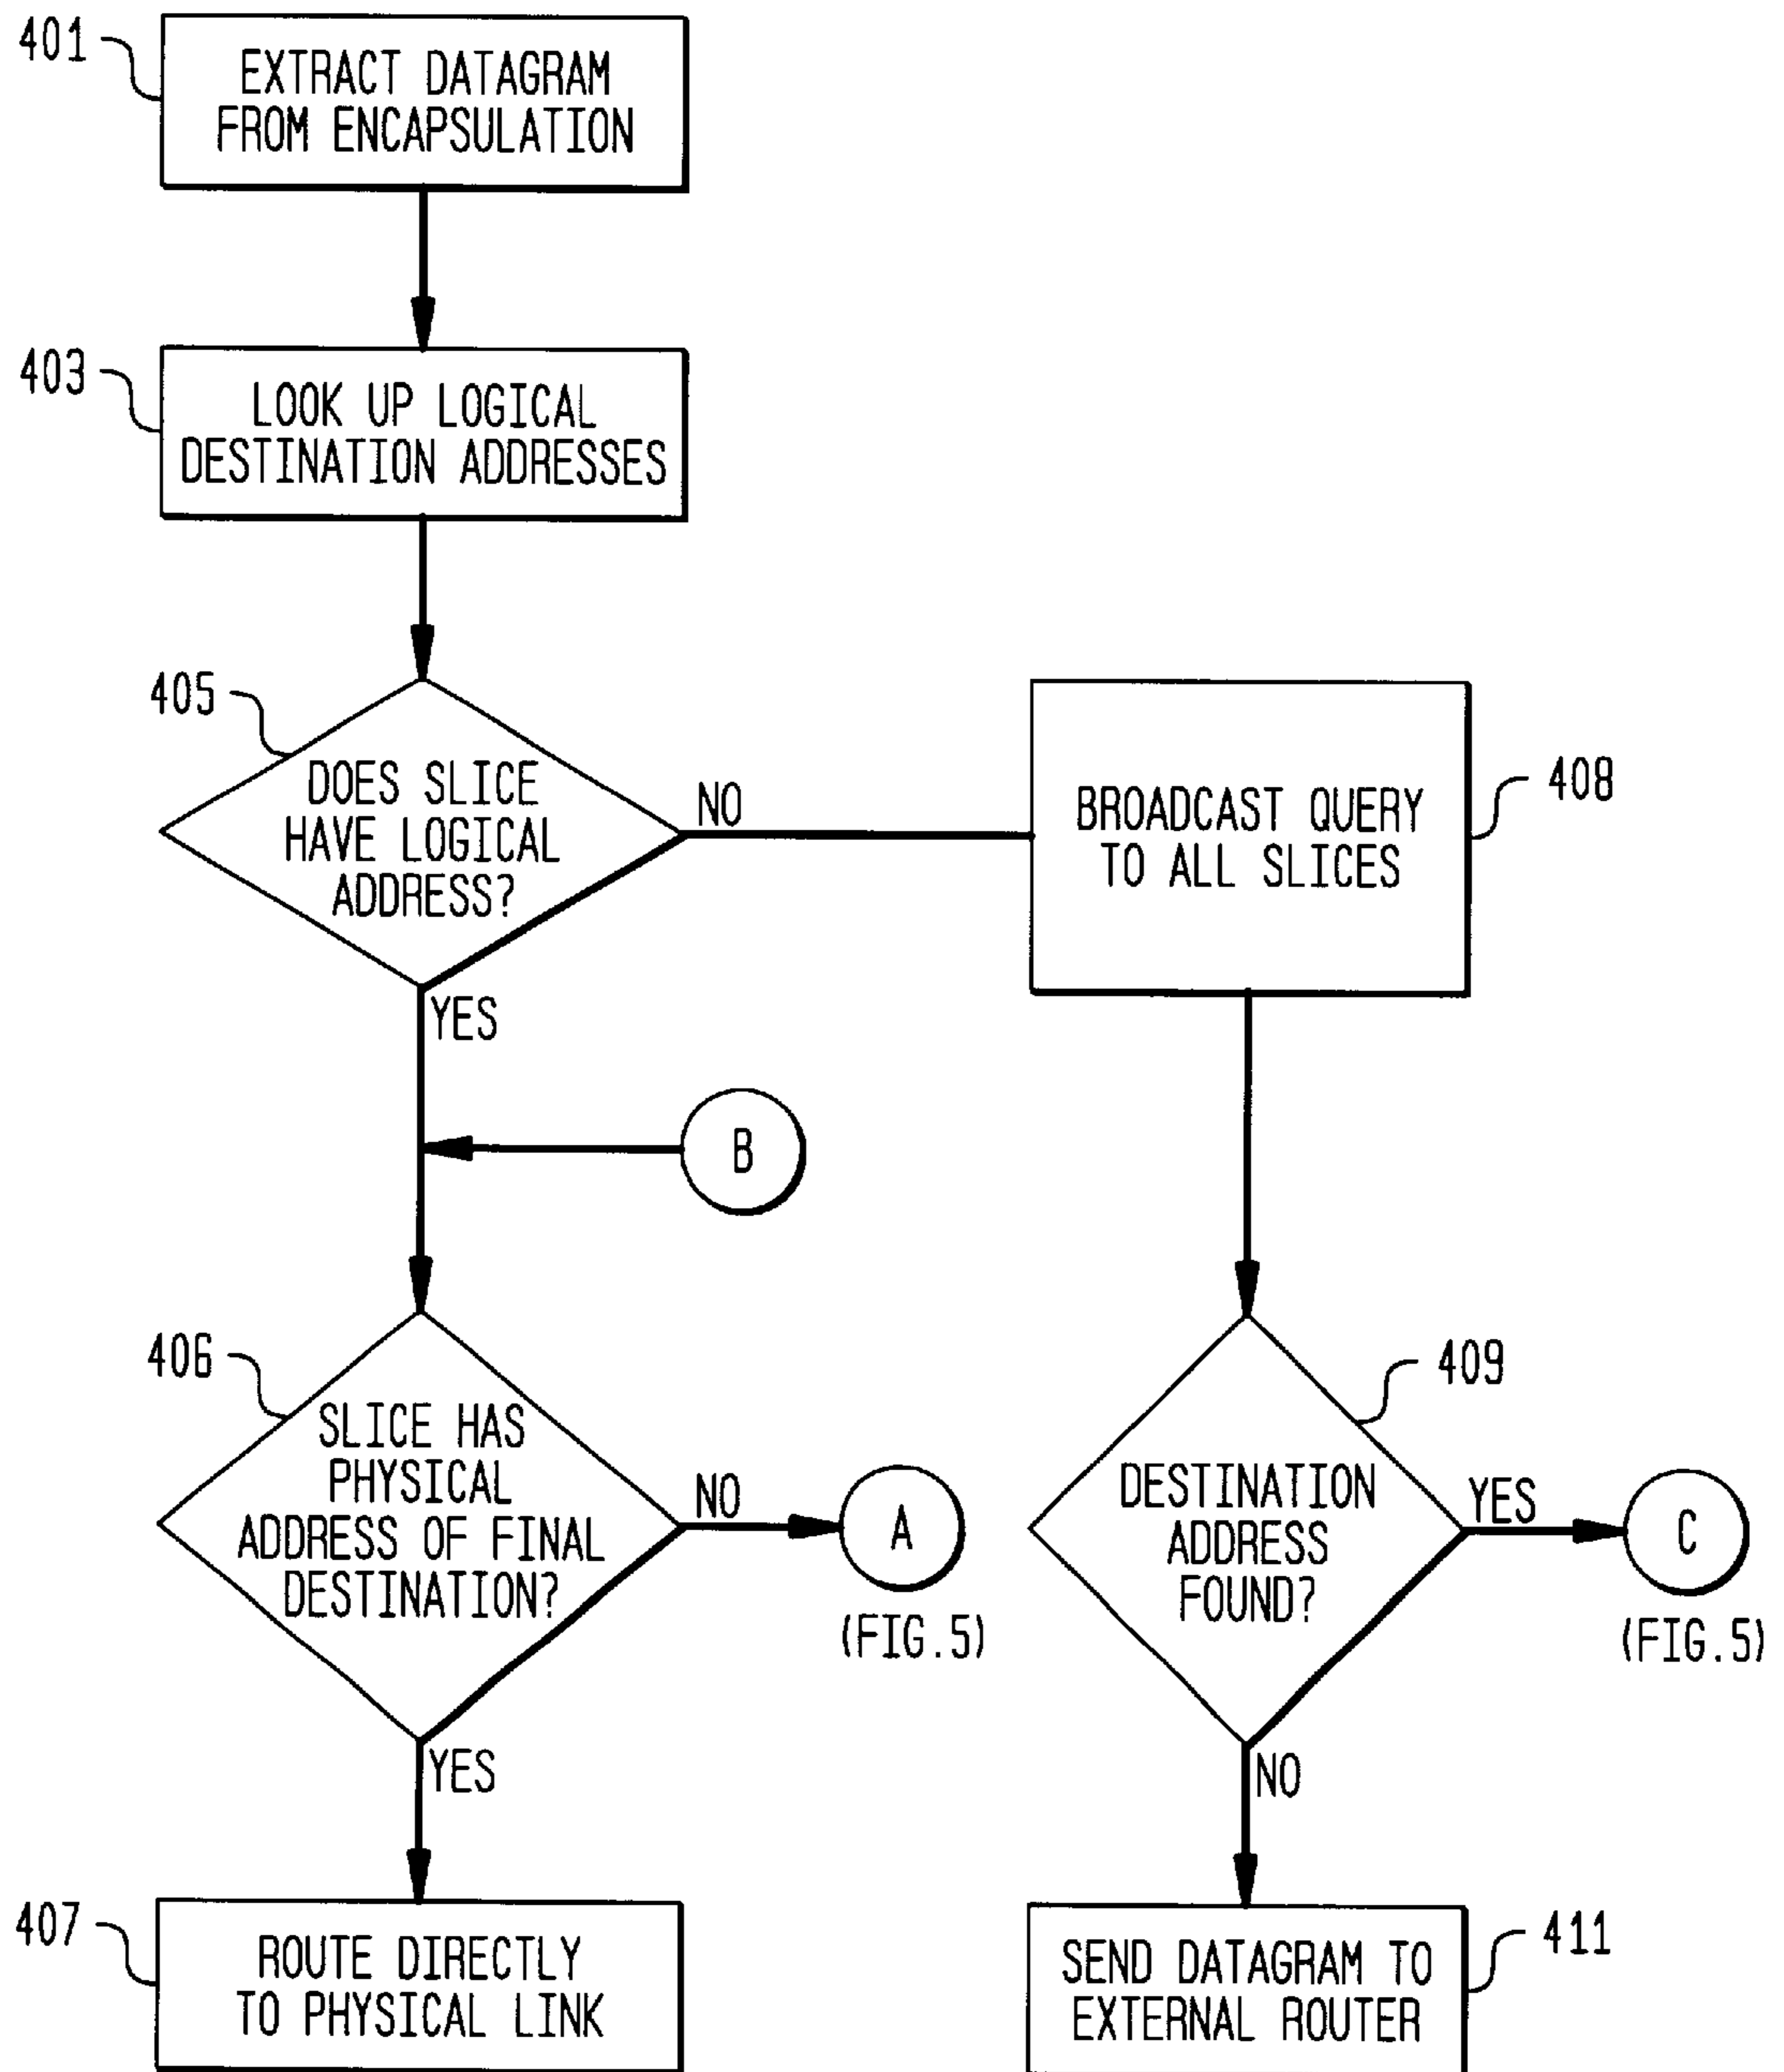 401
EXTRACT DATAGRAM
FROM ENCAPSULATION
403
LOOK UP LOGICAL
DESTINATION ADDRESSES
405
DOES SLICE
HAVE LOGICAL
ADDRESS?
NO
YES
BROADCAST QUERY
TO ALL SLICES
408
B
406
SLICE HAS
PHYSICAL
ADDRESS OF FINAL
DESTINATION?
NO
A
(FIG.5)
YES
409
DESTINATION
ADDRESS
FOUND?
YES
C
(FIG.5)
NO
407
ROUTE DIRECTLY
TO PHYSICAL LINK
SEND DATAGRAM TO
EXTERNAL ROUTER
411